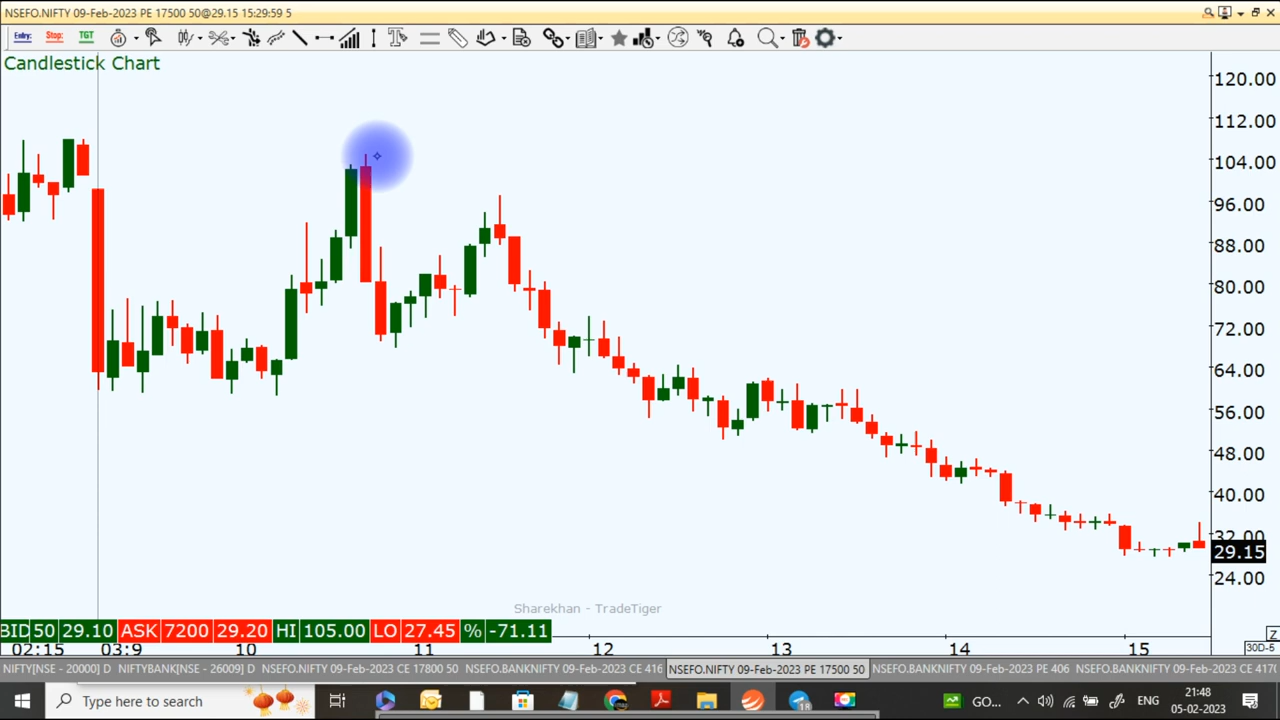 NSEFO.NIFTY 09-Feb-2023 PE 17500 50@29.15 15:29:59 5
Entry: Stop: TGT
Candlestick Chart
120.00
112.00
104.00
96.00
88.00
80.00
72.00
64.00
56.00
48.00
40.00
32.00
29.15
24.00
Sharekhan - TradeTiger
BID 50 29.10 ASK 7200 29.20 HI 105.00 LO 27.45 % -71.11
02:15 03:9 10 11 12 13 14 15
Z
30D-5
NIFTY[NSE - 20000] D NIFTYBANK[NSE - 26009] D NSEFO.NIFTY 09-Feb-2023 CE 17800 50 NSEFO.BANKNIFTY 09-Feb-2023 CE 416 NSEFO.NIFTY 09-Feb-2023 PE 17500 50 NSEFO.BANKNIFTY 09-Feb-2023 PE 406 NSEFO.BANKNIFTY 09-Feb-2023 CE 4170
Type here to search
18
GO...
ENG
21:48
05-02-2023